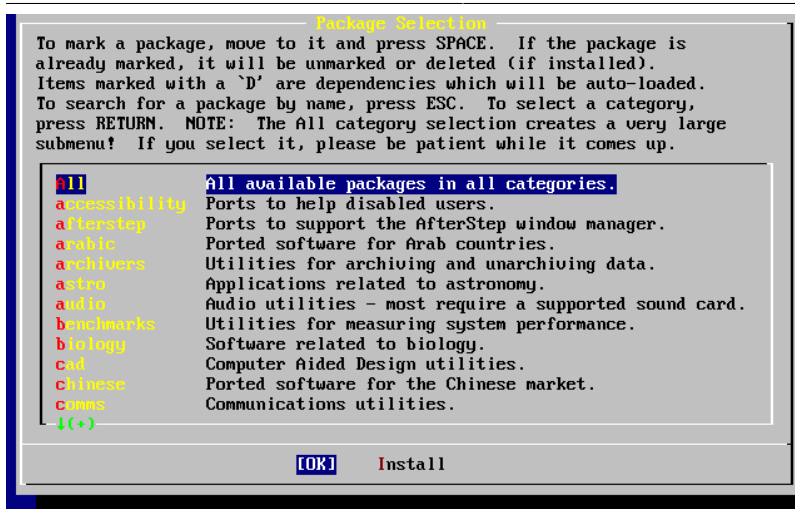 Package Selection
To mark a package, move to it and press SPACE. If the package is
already marked, it will be unmarked or deleted (if installed).
Items marked with a `D' are dependencies which will be auto-loaded.
To search for a package by name, press ESC. To select a category,
press RETURN. NOTE: The All category selection creates a very large
submenu! If you select it, please be patient while it comes up.
All All available packages in all categories.
accessibility Ports to help disabled users.
afterstep Ports to support the AfterStep window manager.
arabic Ported software for Arab countries.
archivers Utilities for archiving and unarchiving data.
astro Applications related to astronomy.
audio Audio utilities - most require a supported sound card.
benchmarks Utilities for measuring system performance.
biology Software related to biology.
cad Computer Aided Design utilities.
chinese Ported software for the Chinese market.
comms Communications utilities.
↓(+)
[OK] Install